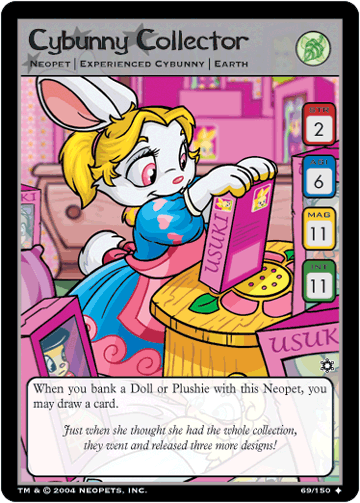 Cybunny Collector
Neopet | Experienced Cybunny | Earth
STR
2
AGI
6
MAG
11
INT
11
USUKI
USUKI
When you bank a Doll or Plushie with this Neopet, you
may draw a card.
Just when she thought she had the whole collection,
they went and released three more designs!
TM & © 2004 NEOPETS, INC.
69/150